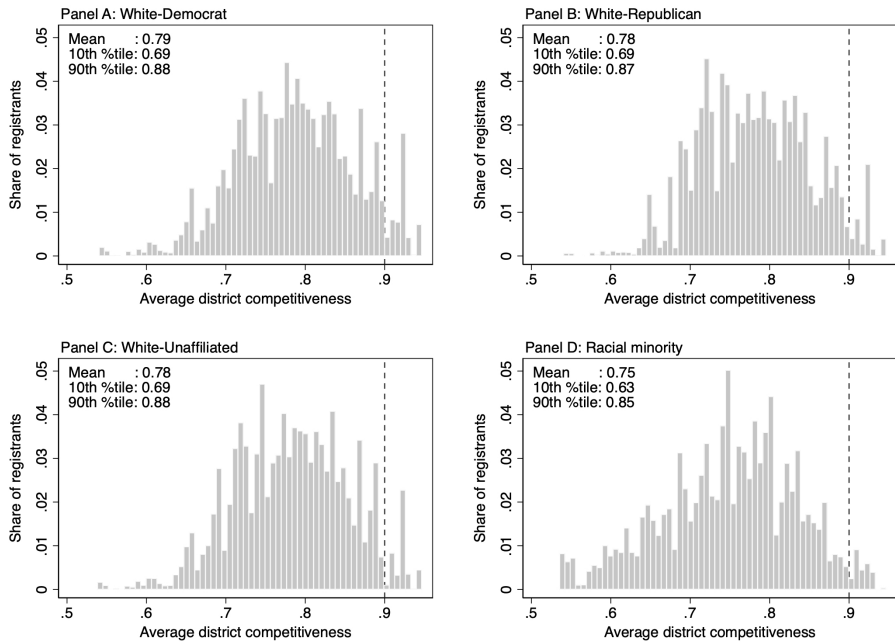 Panel A: White-Democrat
Mean : 0.79
10th %tile: 0.69
90th %tile: 0.88
Share of registrants
0 .01 .02 .03 .04 .05
.5 .6 .7 .8 .9
Average district competitiveness
Panel B: White-Republican
Mean : 0.78
10th %tile: 0.69
90th %tile: 0.87
Share of registrants
0 .01 .02 .03 .04 .05
.5 .6 .7 .8 .9
Average district competitiveness
Panel C: White-Unaffiliated
Mean : 0.78
10th %tile: 0.69
90th %tile: 0.88
Share of registrants
0 .01 .02 .03 .04 .05
.5 .6 .7 .8 .9
Average district competitiveness
Panel D: Racial minority
Mean : 0.75
10th %tile: 0.63
90th %tile: 0.85
Share of registrants
0 .01 .02 .03 .04 .05
.5 .6 .7 .8 .9
Average district competitiveness